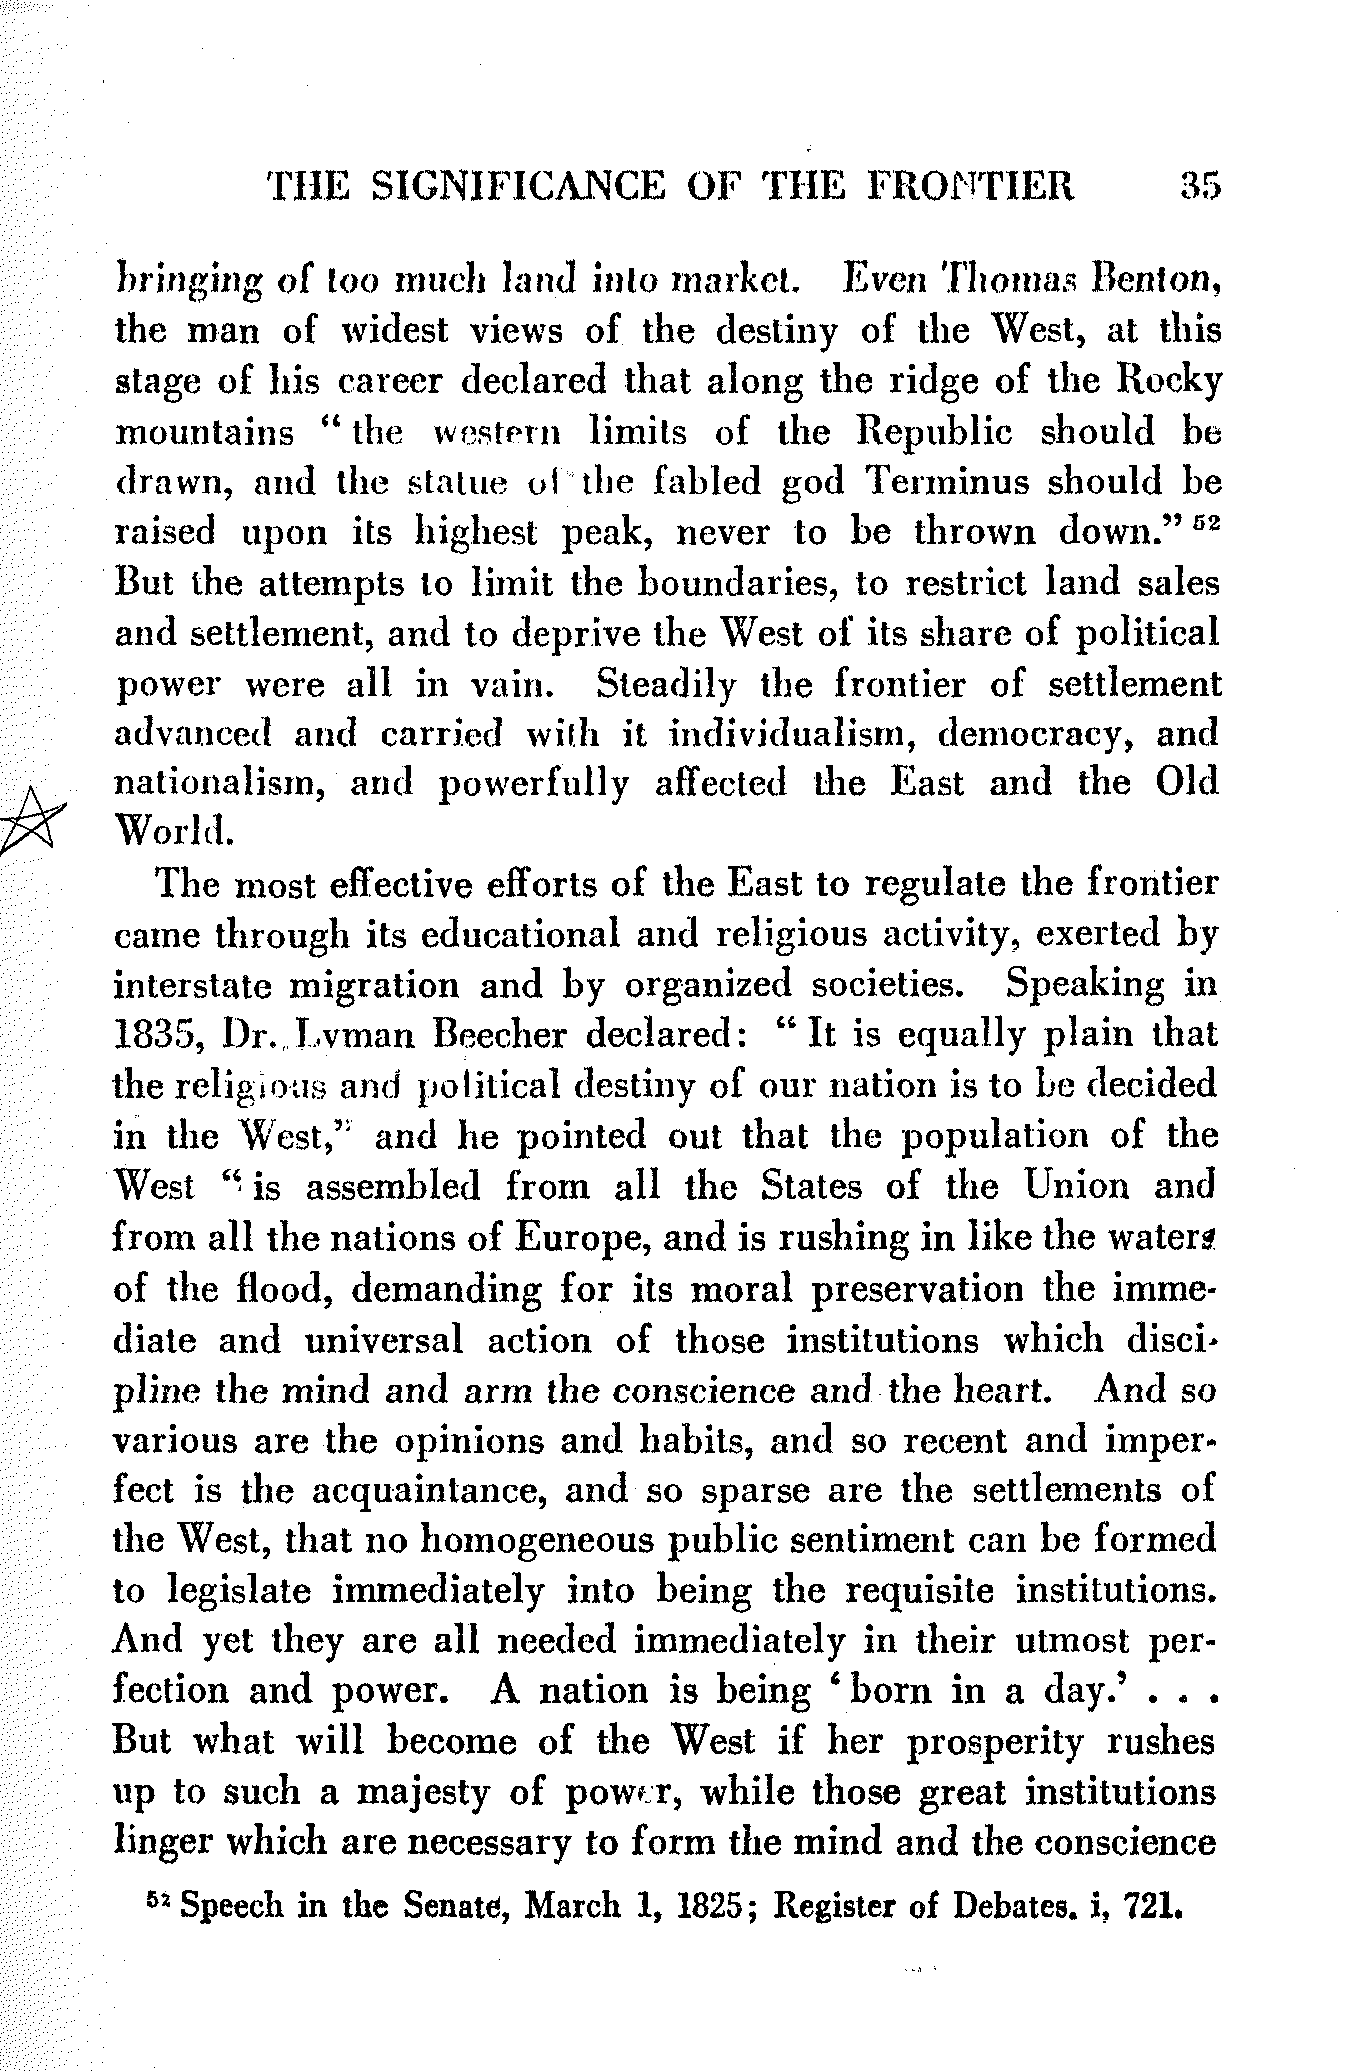 THE SIGNIFICANCE OF THE FRONTIER 35
bringing of too much land into market. Even Thomas Benton,
the man of widest views of the destiny of the West, at this
stage of his career declared that along the ridge of the Rocky
mountains “ the western limits of the Republic should be
drawn, and the statue of the fabled god Terminus should be
raised upon its highest peak, never to be thrown down.” 52
But the attempts to limit the boundaries, to restrict land sales
and settlement, and to deprive the West of its share of political
power were all in vain. Steadily the frontier of settlement
advanced and carried with it individualism, democracy, and
nationalism, and powerfully affected the East and the Old
World.
The most effective efforts of the East to regulate the frontier
came through its educational and religious activity, exerted by
interstate migration and by organized societies. Speaking in
1835, Dr. Lyman Beecher declared: “ It is equally plain that
the religious and political destiny of our nation is to be decided
in the West,” and he pointed out that the population of the
West “ is assembled from all the States of the Union and
from all the nations of Europe, and is rushing in like the waters
of the flood, demanding for its moral preservation the imme-
diate and universal action of those institutions which disci-
pline the mind and arm the conscience and the heart. And so
various are the opinions and habits, and so recent and imper-
fect is the acquaintance, and so sparse are the settlements of
the West, that no homogeneous public sentiment can be formed
to legislate immediately into being the requisite institutions.
And yet they are all needed immediately in their utmost per-
fection and power. A nation is being ‘ born in a day.’ . . .
But what will become of the West if her prosperity rushes
up to such a majesty of power, while those great institutions
linger which are necessary to form the mind and the conscience
52 Speech in the Senate, March 1, 1825; Register of Debates. i, 721.